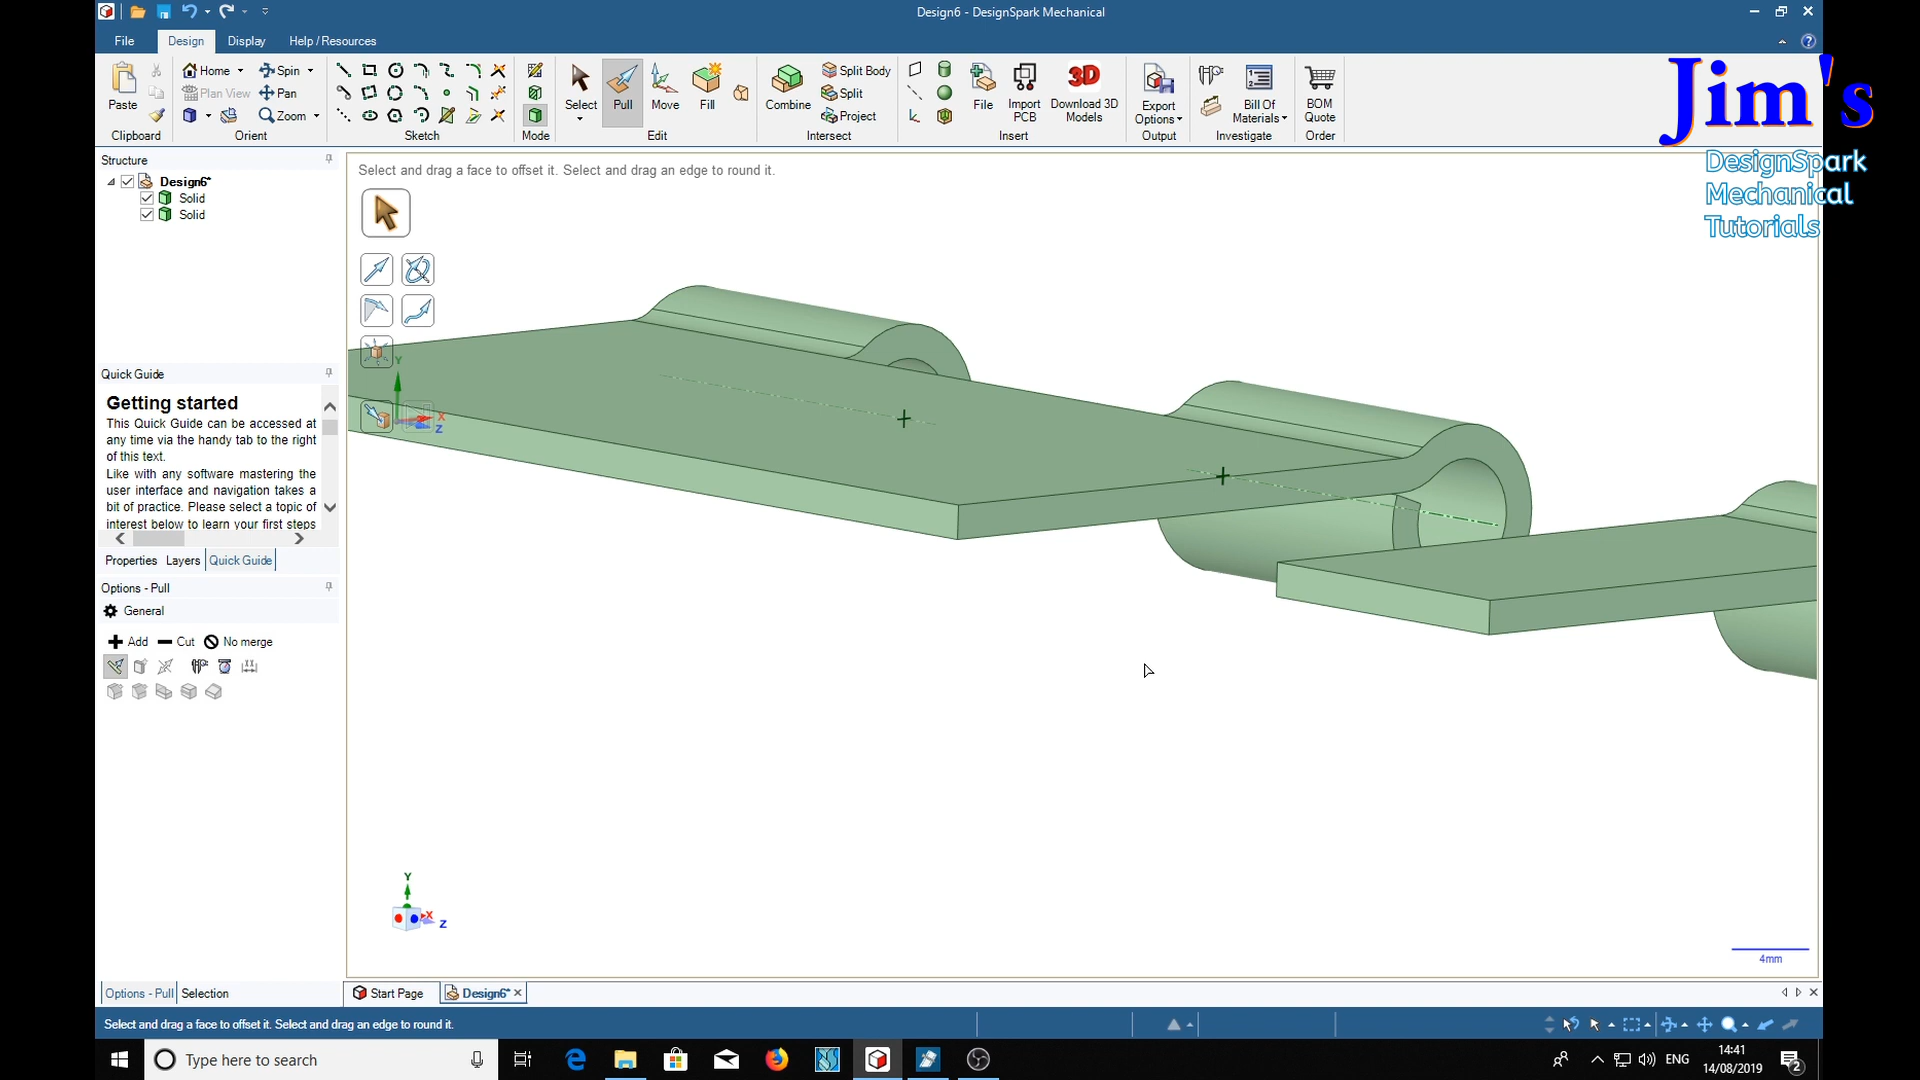 Design6 - DesignSpark Mechanical
File Design Display Help / Resources
Paste
Clipboard
Home Spin
Plan View Pan
Zoom
Orient
Sketch
Mode
Select Pull Move Fill
Edit
Combine Split Body
Split
Project
Intersect
File Import PCB Download 3D Models
Insert
Export Options
Output
Bill Of Materials
Investigate
BOM Quote
Order
3D
Jim's
DesignSpark
Mechanical
Tutorials
Structure
Design6*
Solid
Solid
Select and drag a face to offset it. Select and drag an edge to round it.
Quick Guide
Getting started
This Quick Guide can be accessed at
any time via the handy tab to the right
of this text.
Like with any software mastering the
user interface and navigation takes a
bit of practice. Please select a topic of
interest below to learn your first steps
Properties Layers Quick Guide
Options - Pull
General
Add Cut No merge
Y
X
Z
Y
X
Z
4mm
Options - Pull Selection
Start Page Design6*
Select and drag a face to offset it. Select and drag an edge to round it.
Type here to search
ENG
14:41
14/08/2019
2